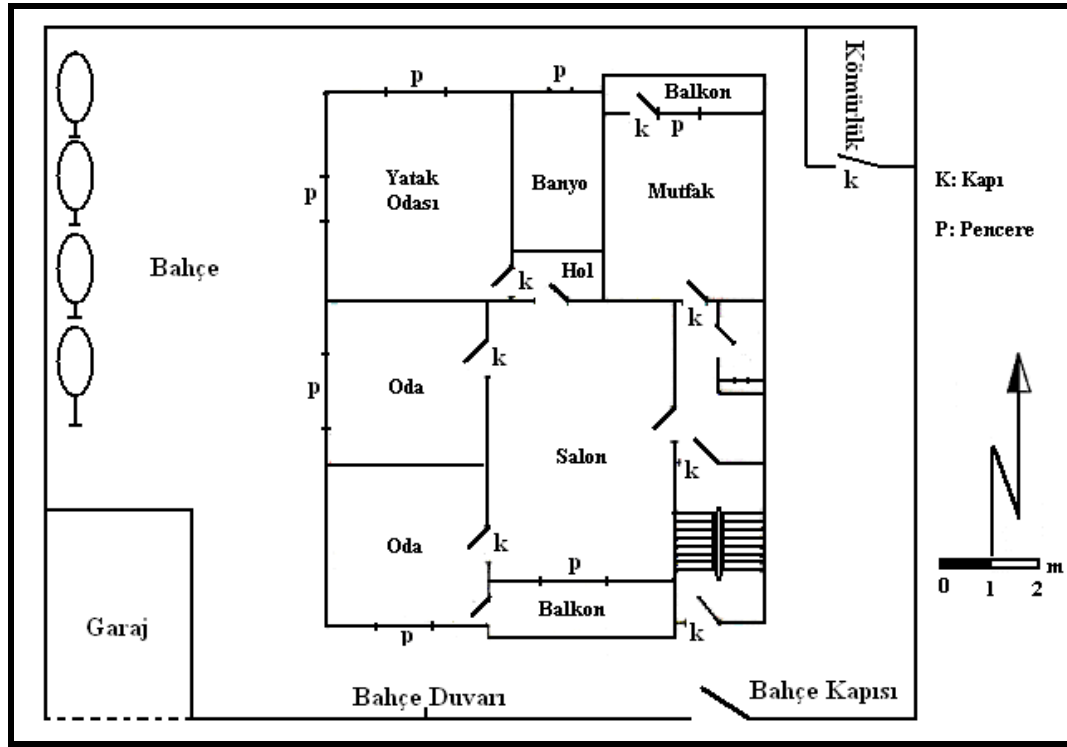 p
p
Balkon
k
p
Kömürlük
k
p
Yatak
Odası
Banyo
Mutfak
K: Kapı
P: Pencere
Bahçe
Hol
k
k
k
p
Oda
Salon
k
Oda
k
p
Balkon
0 1 2 m
Garaj
p
k
Bahçe Duvarı
Bahçe Kapısı